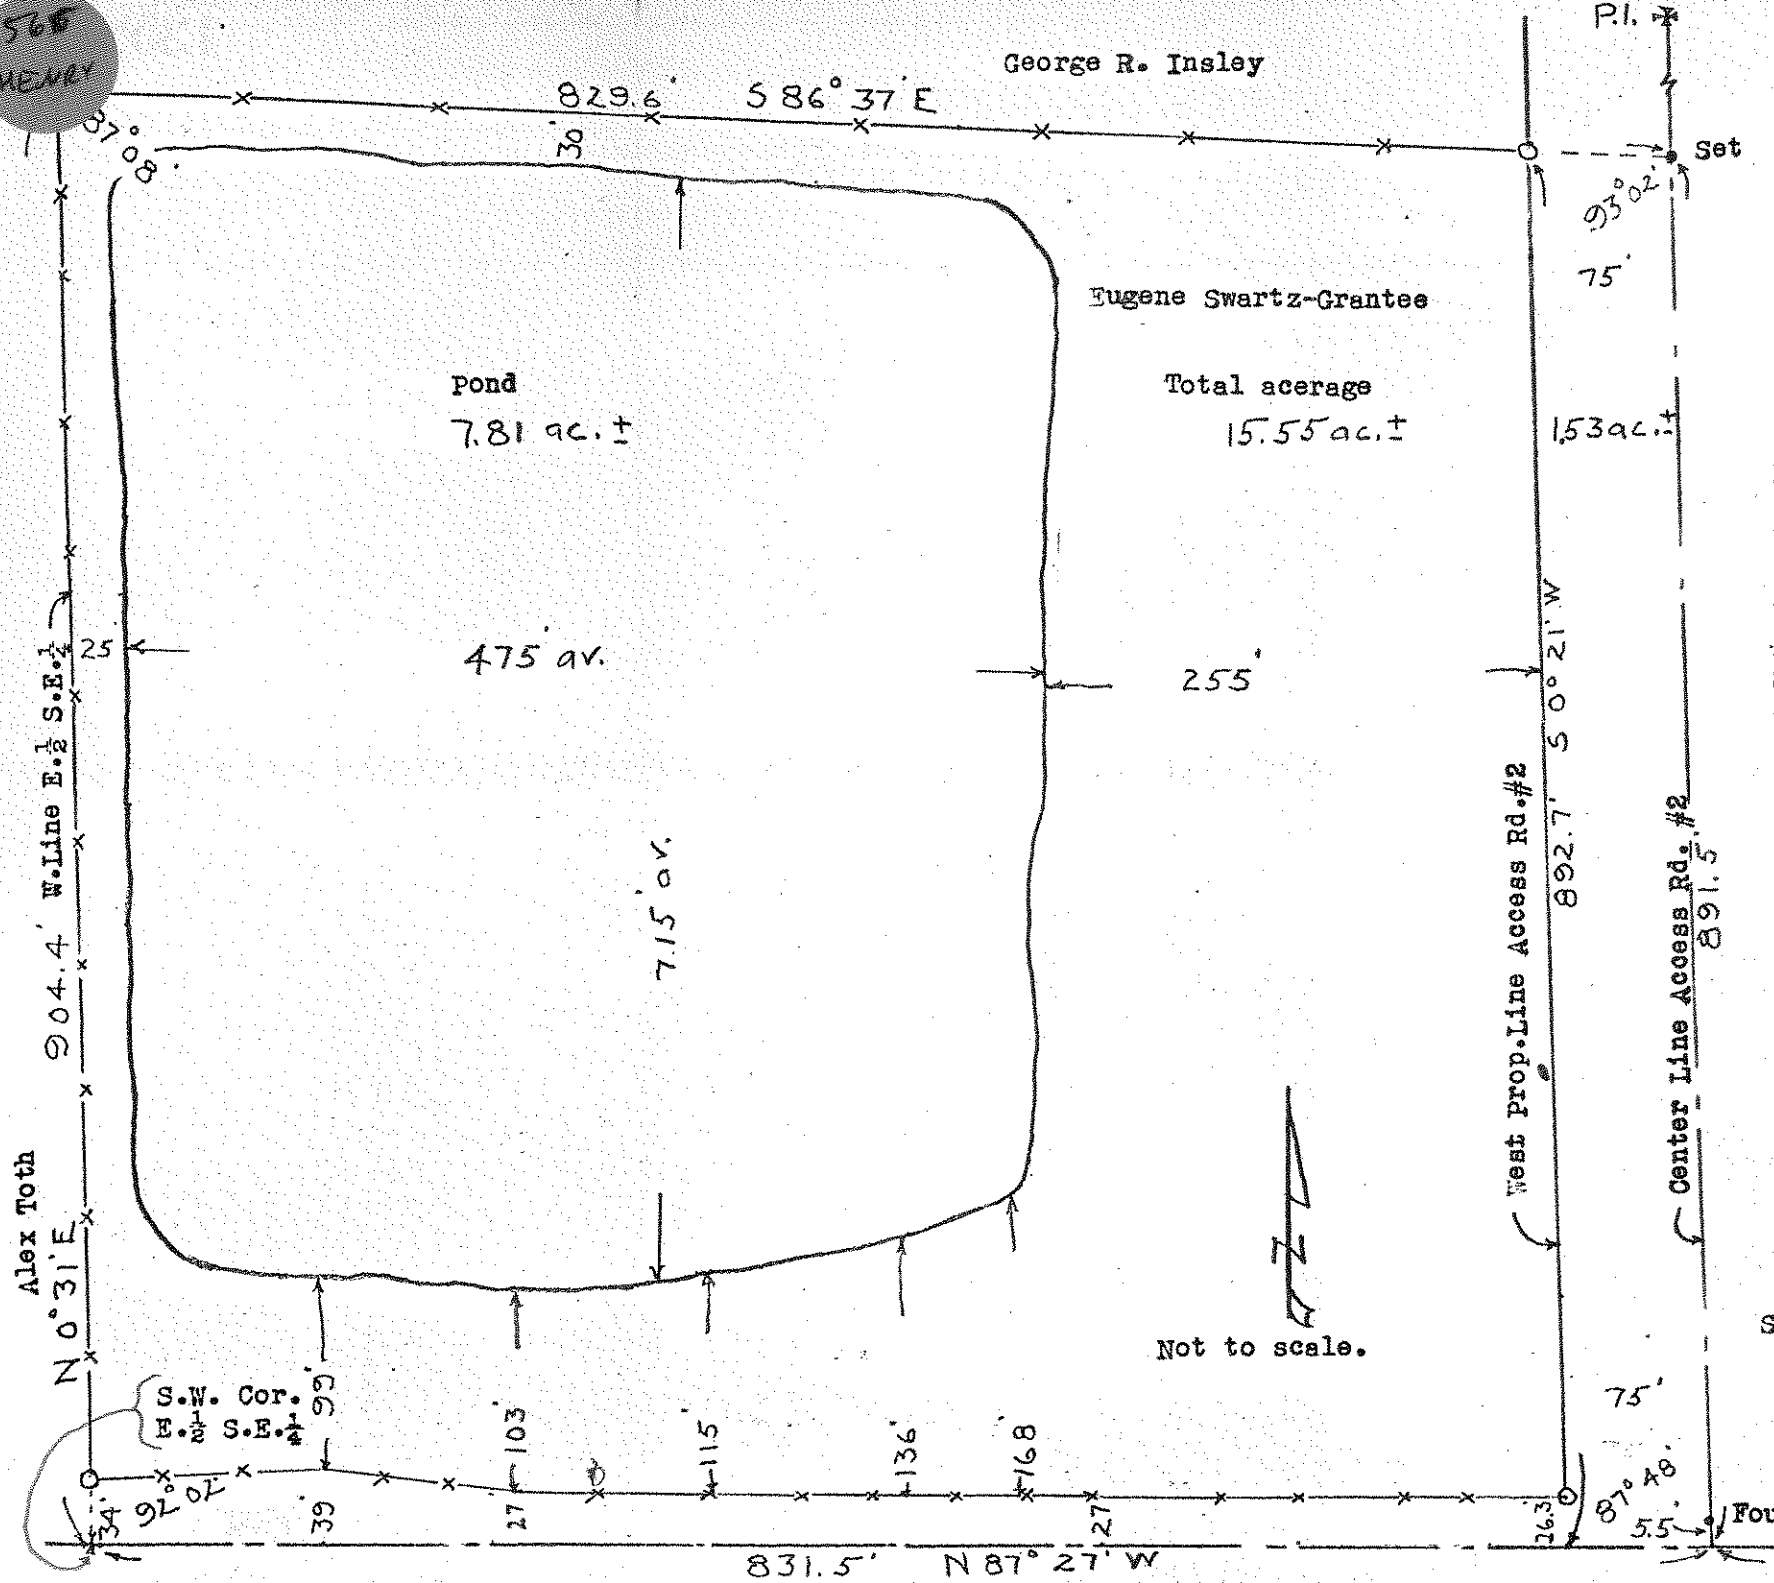 HENRY
P.I.
George R. Insley
829.6' S 86° 37' E
87° 08'
30'
Set
93° 02'
75'
Eugene Swartz-Grantee
Pond
7.81 ac. ±
Total acerage
15.55 ac. ±
1.53 ac. ±
25'
475' av.
255'
7.15' av.
904.4' W.Line E.½ S.E.¼
Alex Toth
N 0° 31' E
West Prop.Line Access Rd.#2
892.7' S 0° 21' W
Center Line Access Rd. #2
891.5'
N
Not to scale.
S
S.W. Cor.
E.½ S.E.¼
99'
103'
115'
136'
168'
75'
34'
92° 02'
39'
27'
27'
26.3'
87° 48'
5.5'
Fou
831.5' N 87° 27' W